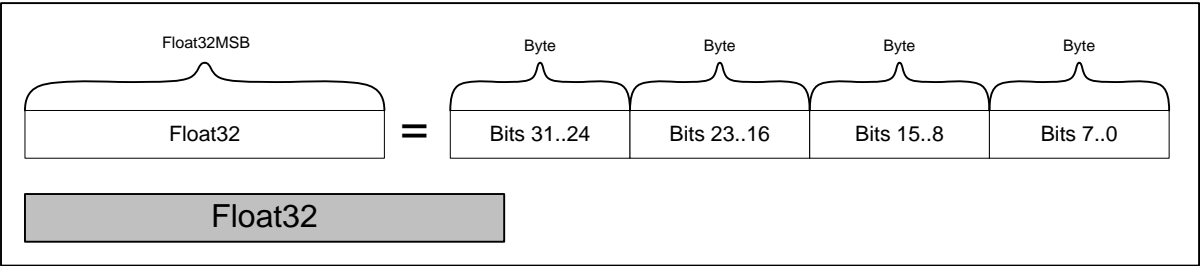 Float32MSB Byte Byte Byte Byte
Float32 = Bits 31..24 Bits 23..16 Bits 15..8 Bits 7..0
Float32